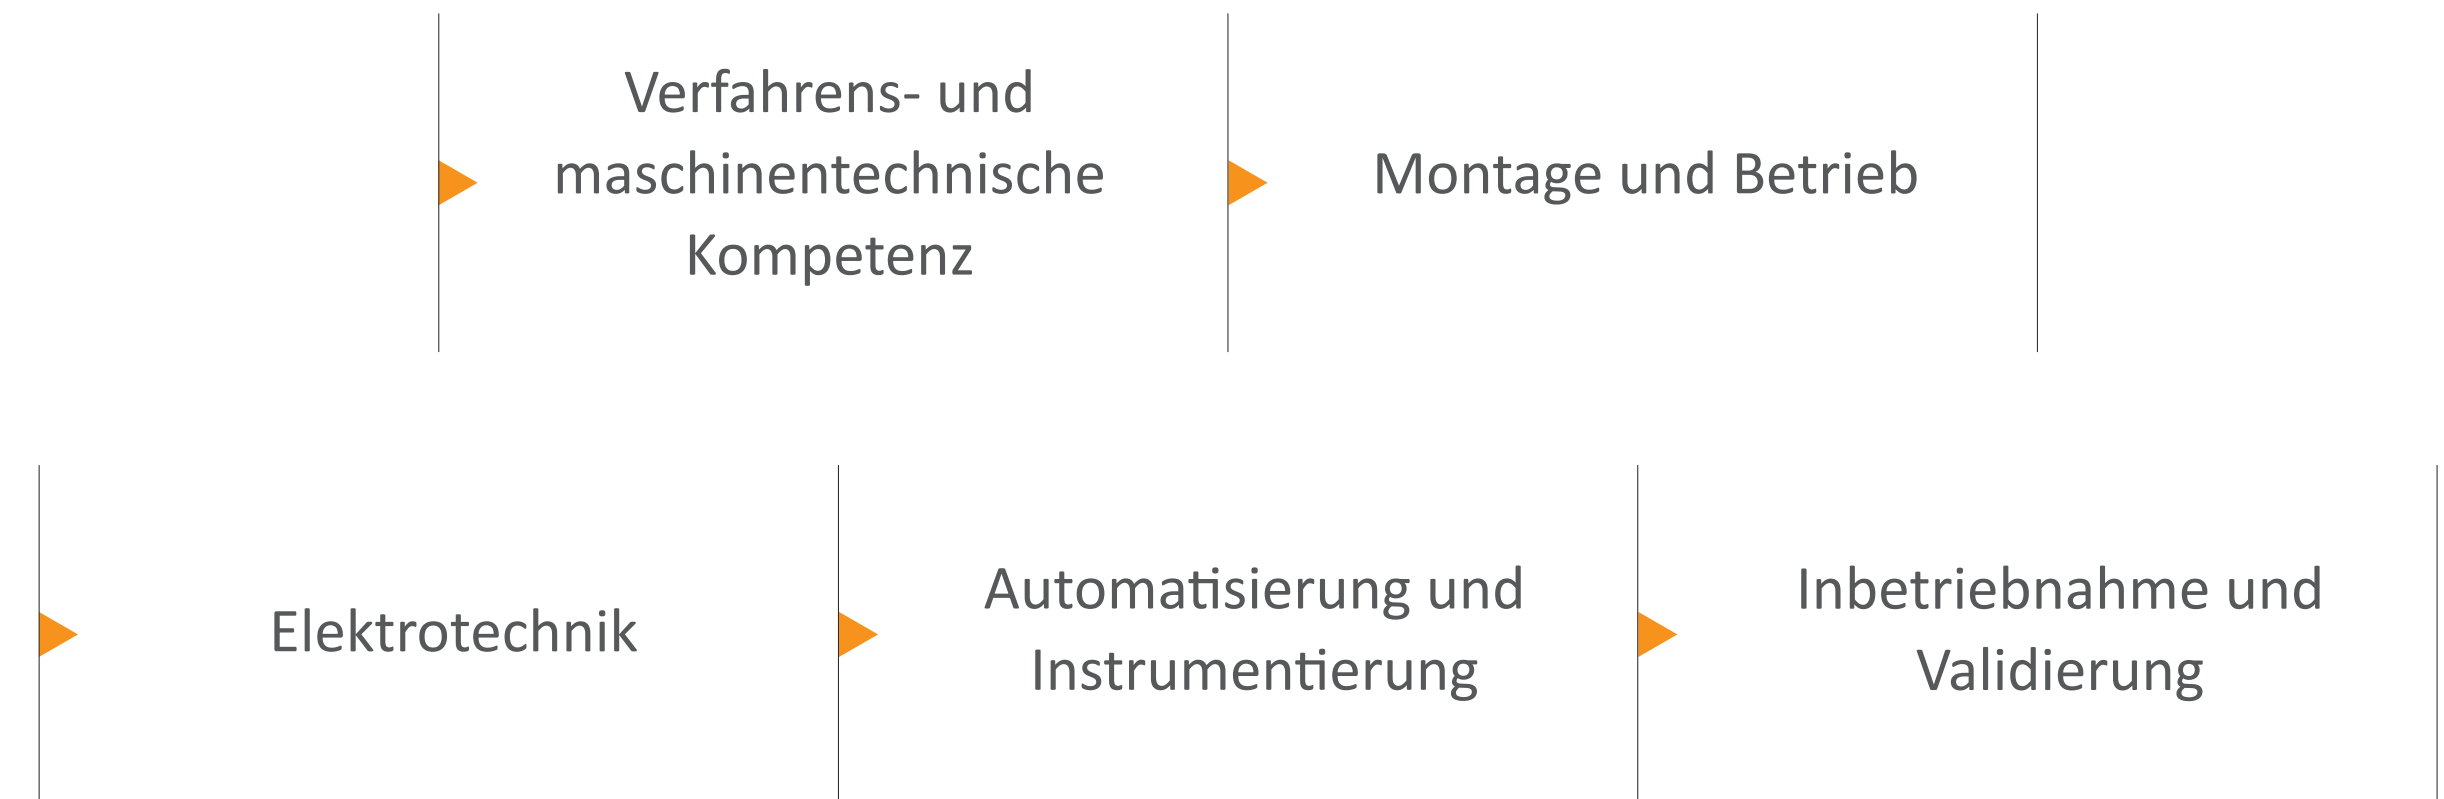 Verfahrens- und
maschinentechnische
Kompetenz
Montage und Betrieb
Elektrotechnik
Automatisierung und
Instrumentierung
Inbetriebnahme und
Validierung